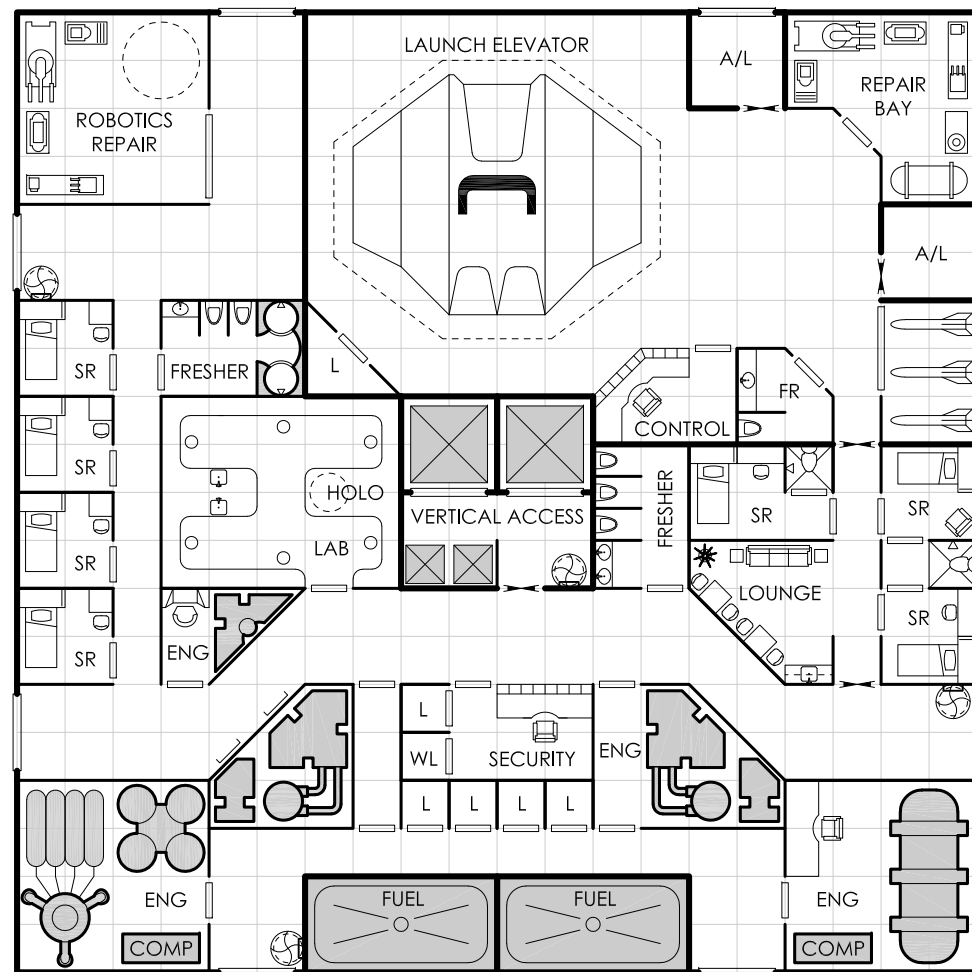 LAUNCH ELEVATOR
A/L
REPAIR
BAY
ROBOTICS
REPAIR
A/L
SR
FRESHER
L
FR
CONTROL
SR
HOLO
LAB
VERTICAL ACCESS
FRESHER
SR
SR
SR
LOUNGE
SR
SR
ENG
L
WL
SECURITY
ENG
L
L
L
L
ENG
COMP
FUEL
FUEL
ENG
COMP